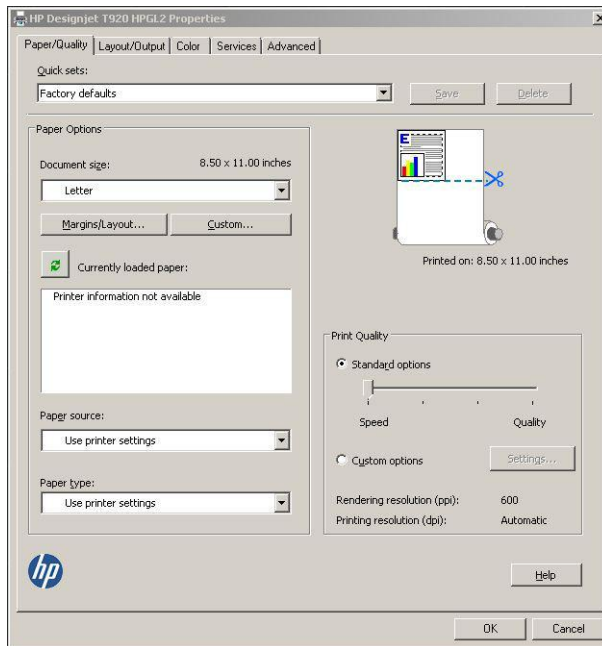 HP Designjet T920 HPGL2 Properties
Paper/Quality Layout/Output Color Services Advanced
Quick sets:
Factory defaults
Save
Delete
Paper Options
Document size: 8.50 x 11.00 inches
Letter
Margins/Layout...
Custom...
Currently loaded paper:
Printer information not available
Paper source:
Use printer settings
Paper type:
Use printer settings
E
Printed on: 8.50 x 11.00 inches
Print Quality
Standard options
Speed Quality
Custom options
Settings...
Rendering resolution (ppi): 600
Printing resolution (dpi): Automatic
hp
Help
OK
Cancel